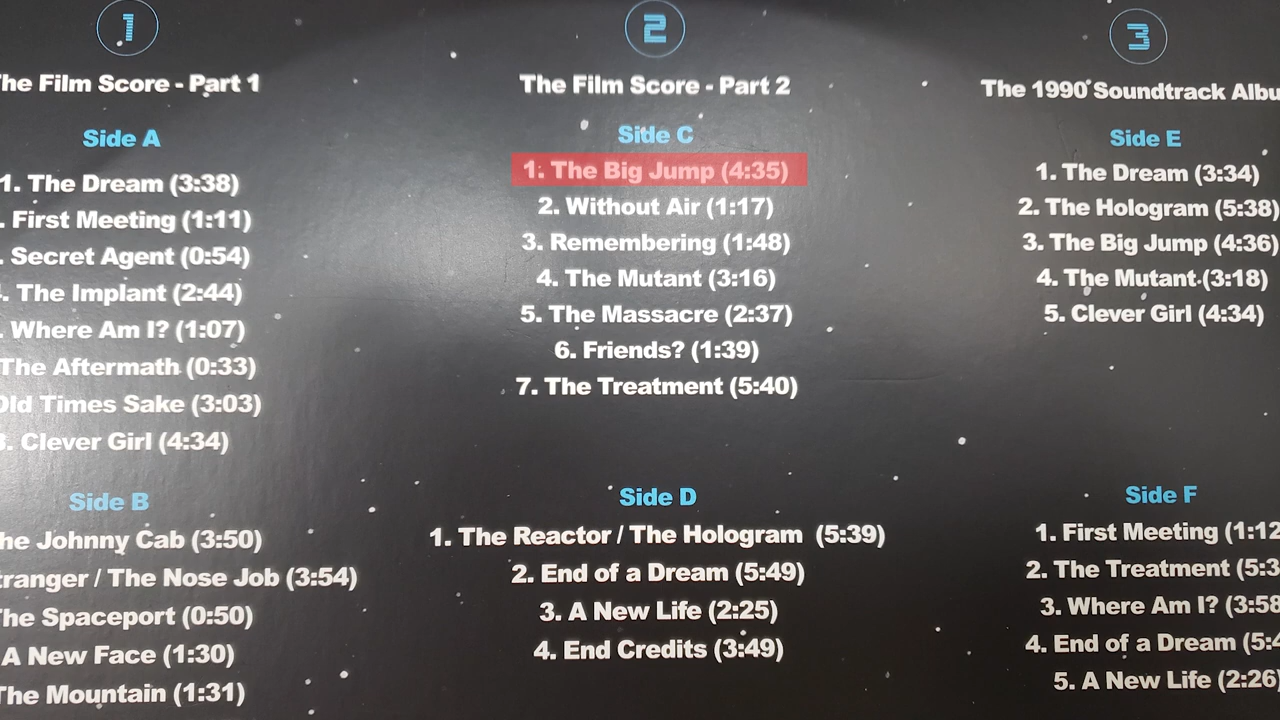 1
The Film Score - Part 1
Side A
1. The Dream (3:38)
. First Meeting (1:11)
. Secret Agent (0:54)
. The Implant (2:44)
. Where Am I? (1:07)
The Aftermath (0:33)
Old Times Sake (3:03)
. Clever Girl (4:34)
Side B
The Johnny Cab (3:50)
/ The Nose Job (3:54)
The Spaceport (0:50)
A New Face (1:30)
The Mountain (1:31)
2
The Film Score - Part 2
Side C
1. The Big Jump (4:35)
2. Without Air (1:17)
3. Remembering (1:48)
4. The Mutant (3:16)
5. The Massacre (2:37)
6. Friends? (1:39)
7. The Treatment (5:40)
Side D
1. The Reactor / The Hologram (5:39)
2. End of a Dream (5:49)
3. A New Life (2:25)
4. End Credits (3:49)
3
The 1990 Soundtrack Albu
Side E
1. The Dream (3:34)
2. The Hologram (5:38)
3. The Big Jump (4:36)
4. The Mutant (3:18)
5. Clever Girl (4:34)
Side F
1. First Meeting (1:12
2. The Treatment (5:3
3. Where Am I? (3:58
4. End of a Dream (5:4
5. A New Life (2:26)